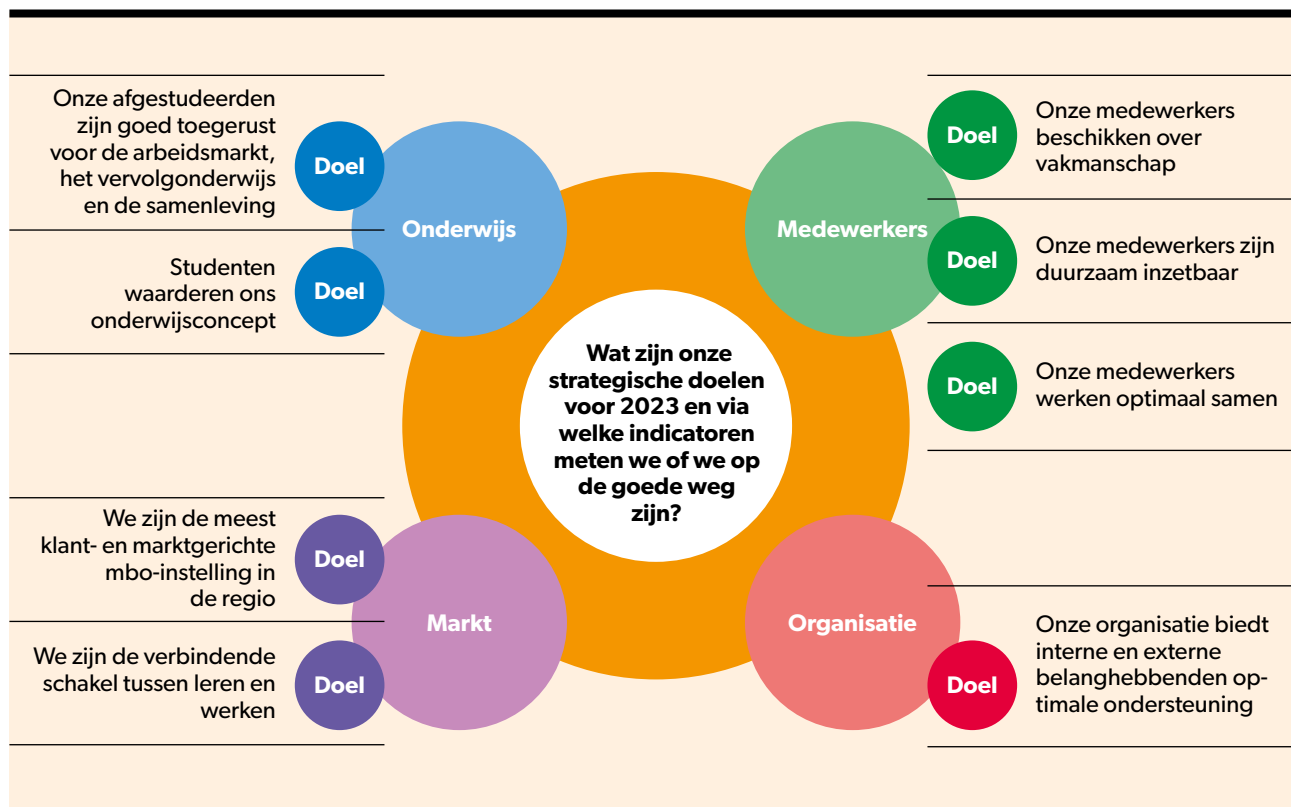 Onze afgestudeerden
zijn goed toegerust
voor de arbeidsmarkt,
het vervolgonderwijs
en de samenleving
Doel
Onderwijs
Studenten
waarderen ons
onderwijsconcept
Doel
Medewerkers
Doel
Onze medewerkers
beschikken over
vakmanschap
Doel
Onze medewerkers zijn
duurzaam inzetbaar
Doel
Onze medewerkers
werken optimaal samen
Wat zijn onze
strategische doelen
voor 2023 en via
welke indicatoren
meten we of we op
de goede weg
zijn?
We zijn de meest
klant- en marktgerichte
mbo-instelling in
de regio
Doel
Markt
We zijn de verbindende
schakel tussen leren en
werken
Doel
Organisatie
Doel
Onze organisatie biedt
interne en externe
belanghebbenden op-
timale ondersteuning